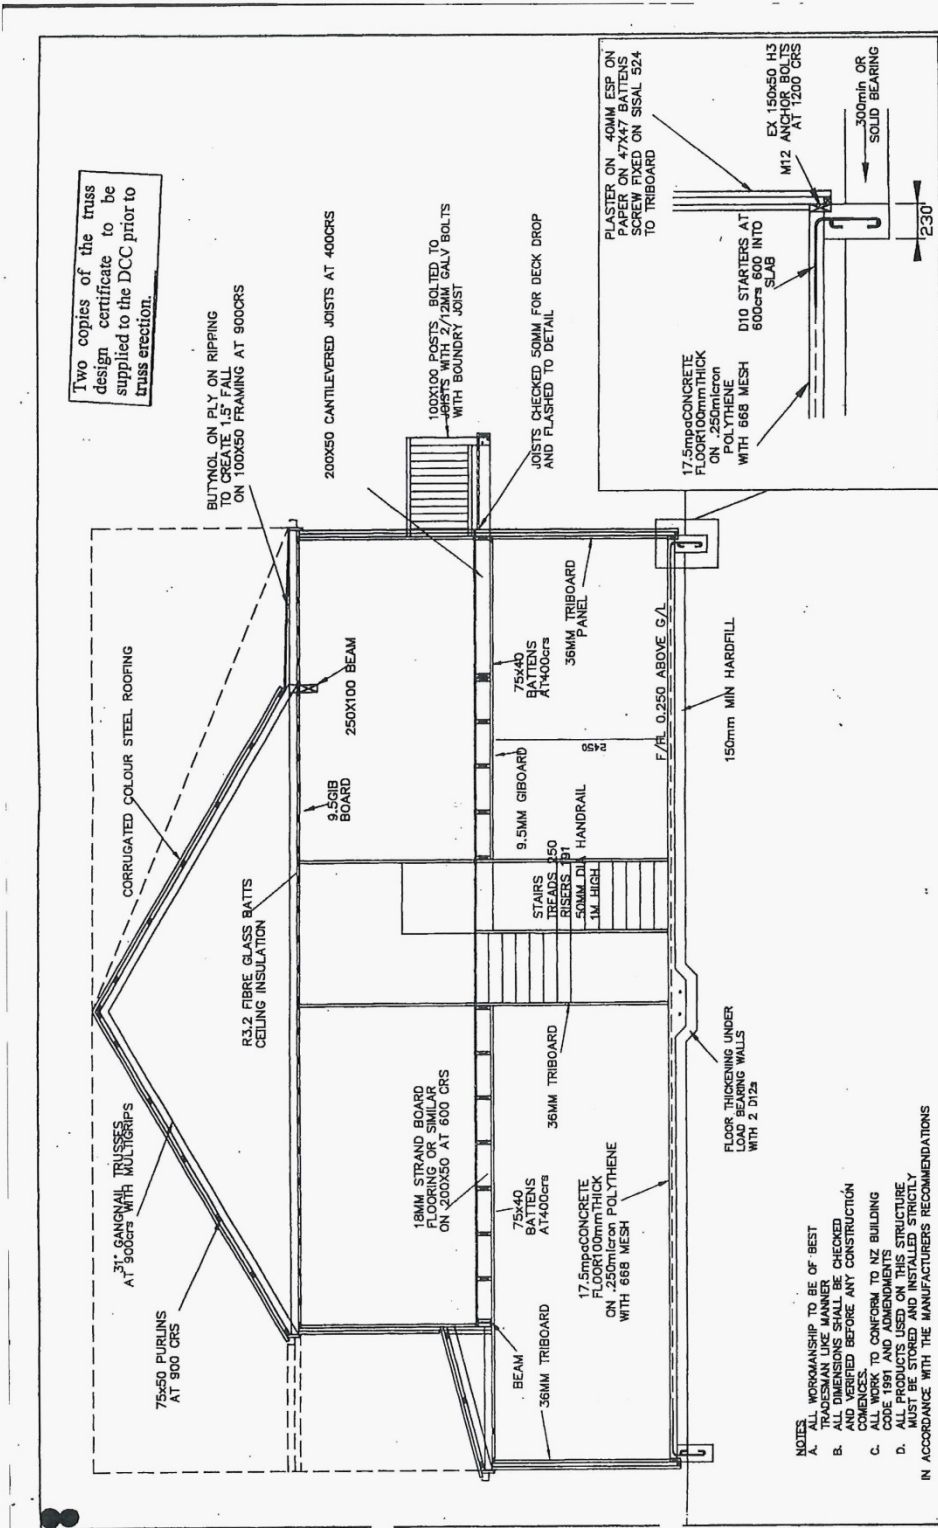 Two copies of the truss
design certificate to be
supplied to the DCC prior to
truss erection.
CORRUGATED COLOUR STEEL ROOFING
BUTYNOL ON PLY ON RIPPING
TO CREATE 1.5° FALL
ON 100X50 FRAMING AT 900CRS
31° GANGNAIL TRUSSES
AT 900crs WITH MULTIGRIPS
75x50 PURLINS
AT 900 CRS
R3.2 FIBRE GLASS BATTS
CEILING INSULATION
9.5GIB
BOARD
250X100 BEAM
200X50 CANTILEVERED JOISTS AT 400CRS
100X100 POSTS BOLTED TO
JOISTS WITH 2/12MM GALV BOLTS
WITH BOUNDRY JOIST
JOISTS CHECKED 50MM FOR DECK DROP
AND FLASHED TO DETAIL
18MM STRAND BOARD
FLOORING OR SIMILAR
ON 200X50 AT 600 CRS
BEAM
36MM TRIBOARD
75x40
BATTENS
AT400crs
36MM TRIBOARD
STAIRS
TREADS 250
RISERS 191
50MM DIA HANDRAIL
1M HIGH
9.5MM GIBOARD
2450
75x40
BATTENS
AT400crs
36MM TRIBOARD
PANEL
17.5mpaCONCRETE
FLOOR100mmTHICK
ON .250micron POLYTHENE
WITH 668 MESH
F/FL 0.250 ABOVE G/L
150mm MIN HARDFILL
FLOOR THICKENING UNDER
LOAD BEARING WALLS
WITH 2 D12s
PLASTER ON 40MM ESP ON
PAPER ON 47X47 BATTENS
SCREW FIXED ON SISAL 524
TO TRIBOARD
EX 150x50 H3
M12 ANCHOR BOLTS
AT 1200 CRS
D10 STARTERS AT
600crs 600 INTO
SLAB
17.5mpaCONCRETE
FLOOR100mmTHICK
ON .250micron
POLYTHENE
WITH 668 MESH
300min OR
SOLID BEARING
230
NOTES
A. ALL WORKMANSHIP TO BE OF BEST
TRADESMAN LIKE MANNER
B. ALL DIMENSIONS SHALL BE CHECKED
AND VERIFIED BEFORE ANY CONSTRUCTION
COMENCES.
C. ALL WORK TO CONFORM TO NZ BUILDING
CODE 1991 AND ADMENDMENTS
D. ALL PRODUCTS USED ON THIS STRUCTURE
MUST BE STORED AND INSTALLED STRICTLY
IN ACCORDANCE WITH THE MANUFACTURERS RECOMMENDATIONS